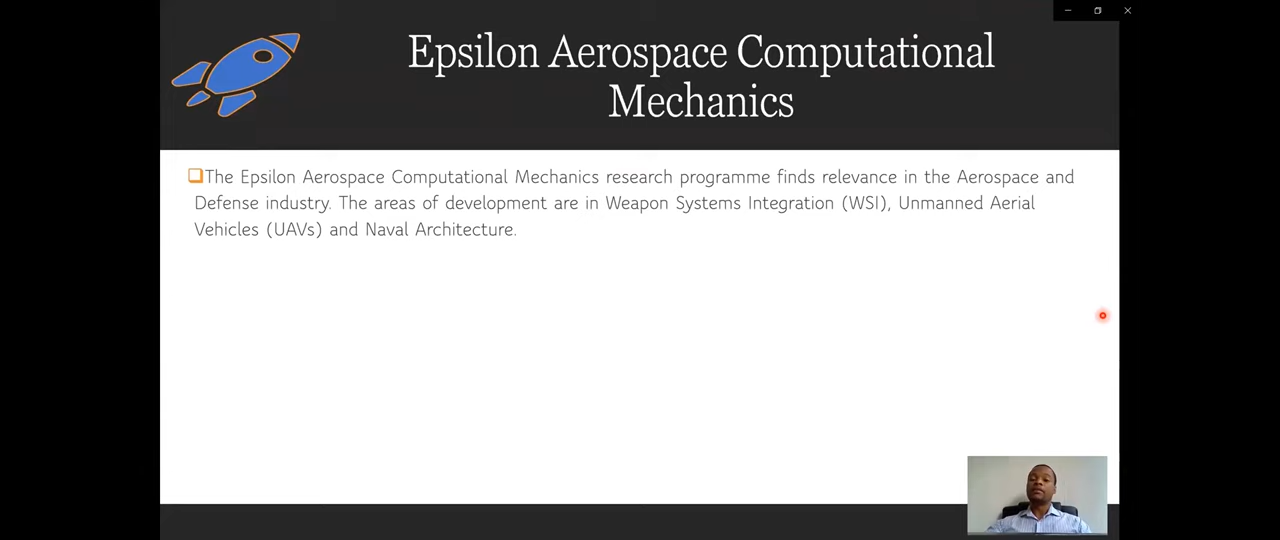 Epsilon Aerospace Computational
Mechanics
The Epsilon Aerospace Computational Mechanics research programme finds relevance in the Aerospace and
Defense industry. The areas of development are in Weapon Systems Integration (WSI), Unmanned Aerial
Vehicles (UAVs) and Naval Architecture.